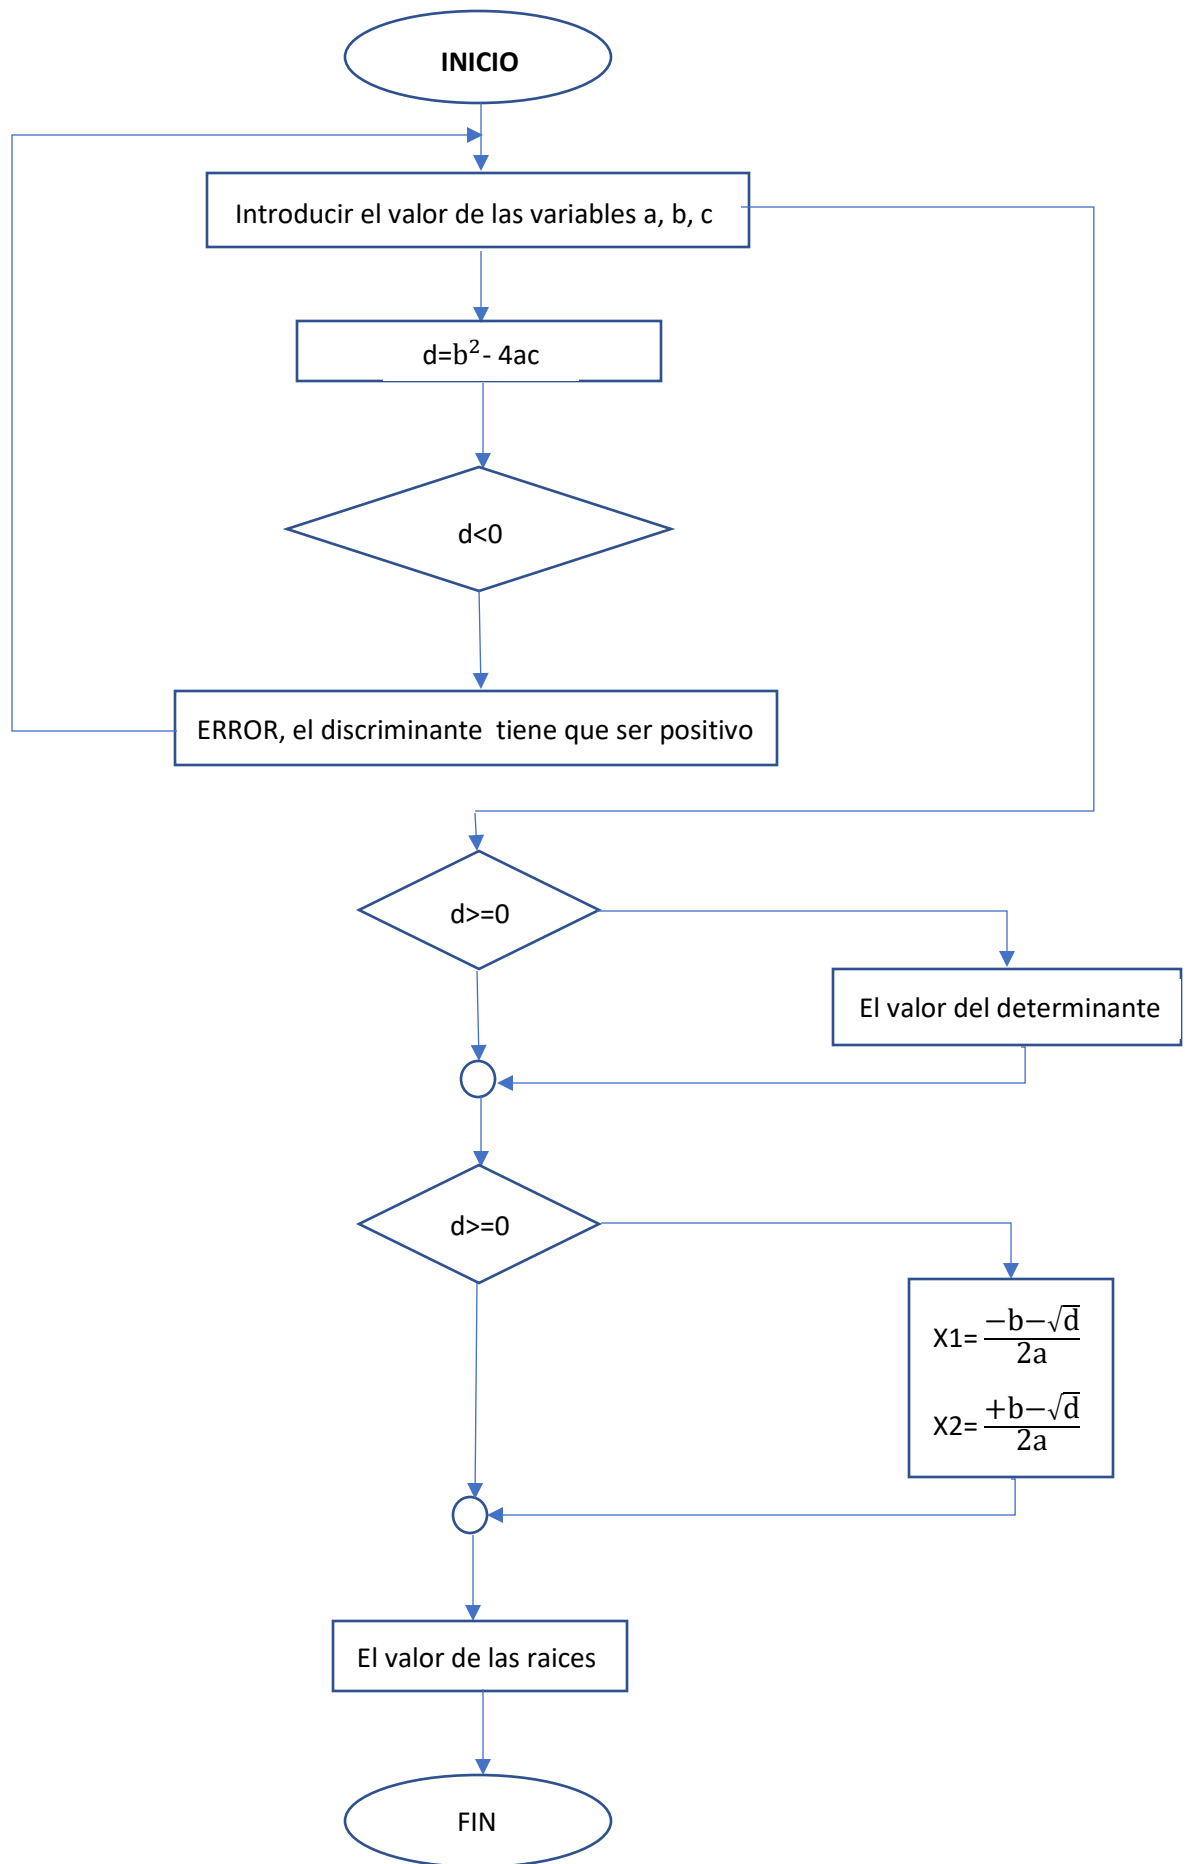 INICIO
Introducir el valor de las variables a, b, c
d=b²- 4ac
d<0
ERROR, el discriminante  tiene que ser positivo
d>=0
El valor del determinante
d>=0
X1= (−b−√d)/(2a)
X2= (+b−√d)/(2a)
El valor de las raices
FIN